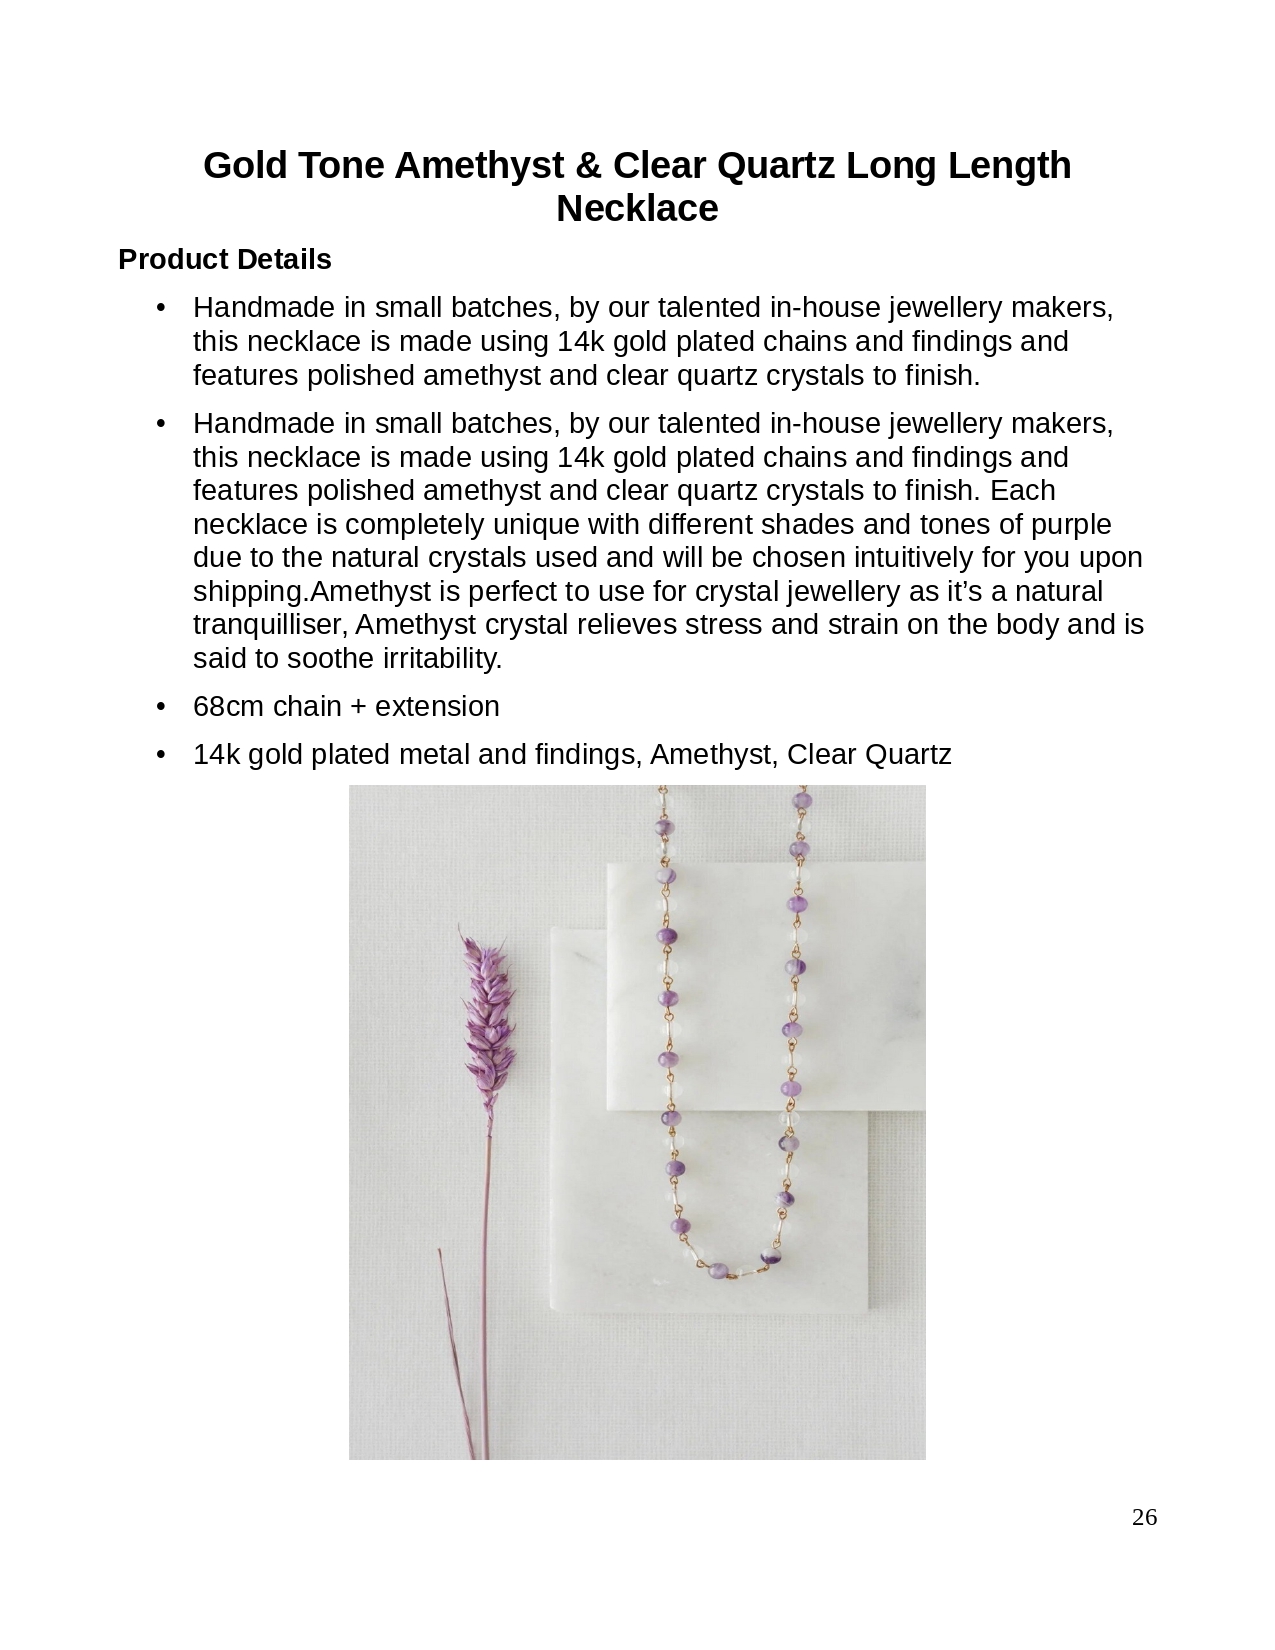 Gold Tone Amethyst & Clear Quartz Long Length
Necklace
Product Details
• Handmade in small batches, by our talented in-house jewellery makers,
this necklace is made using 14k gold plated chains and findings and
features polished amethyst and clear quartz crystals to finish.
• Handmade in small batches, by our talented in-house jewellery makers,
this necklace is made using 14k gold plated chains and findings and
features polished amethyst and clear quartz crystals to finish. Each
necklace is completely unique with different shades and tones of purple
due to the natural crystals used and will be chosen intuitively for you upon
shipping.Amethyst is perfect to use for crystal jewellery as it’s a natural
tranquilliser, Amethyst crystal relieves stress and strain on the body and is
said to soothe irritability.
• 68cm chain + extension
• 14k gold plated metal and findings, Amethyst, Clear Quartz
26